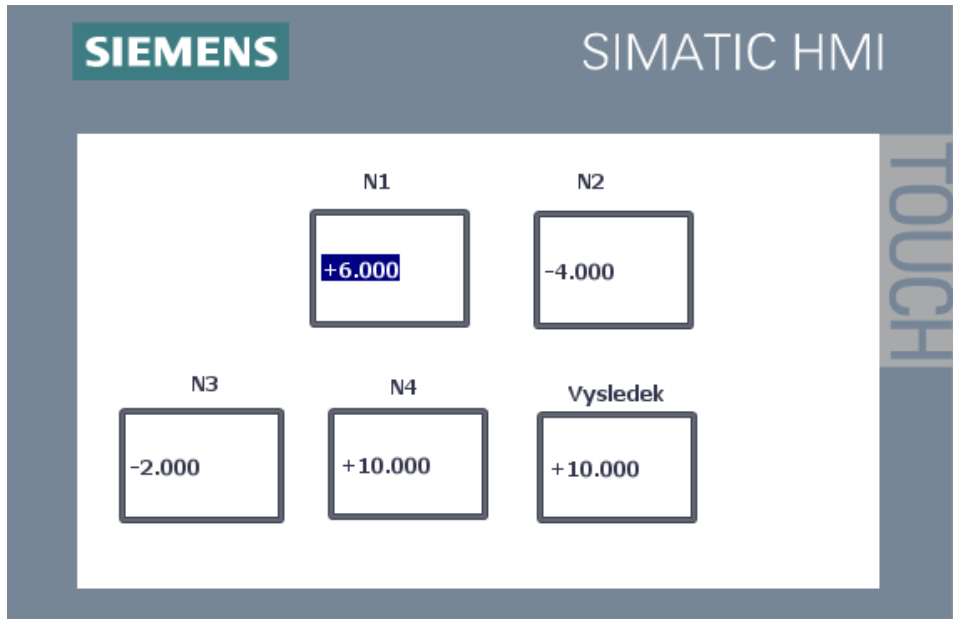 SIEMENS
SIMATIC HMI
TOUCH
N1
N2
+6.000
-4.000
N3
N4
Vysledek
-2.000
+10.000
+10.000